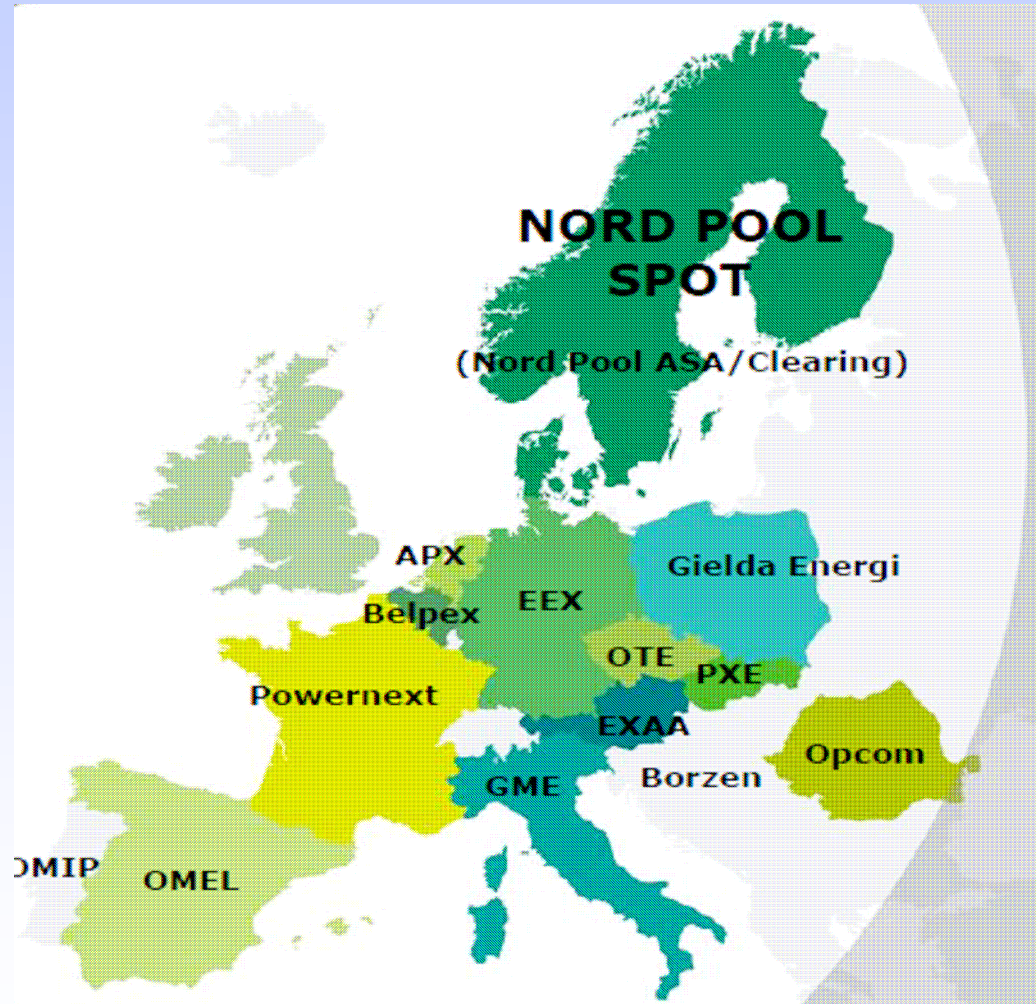 NORD POOL
SPOT
(Nord Pool ASA/Clearing)
APX
Gielda Energi
EEX
Belpex
OTE
PXE
Powernext
EXAA
Opcom
Borzen
GME
OMIP
OMEL